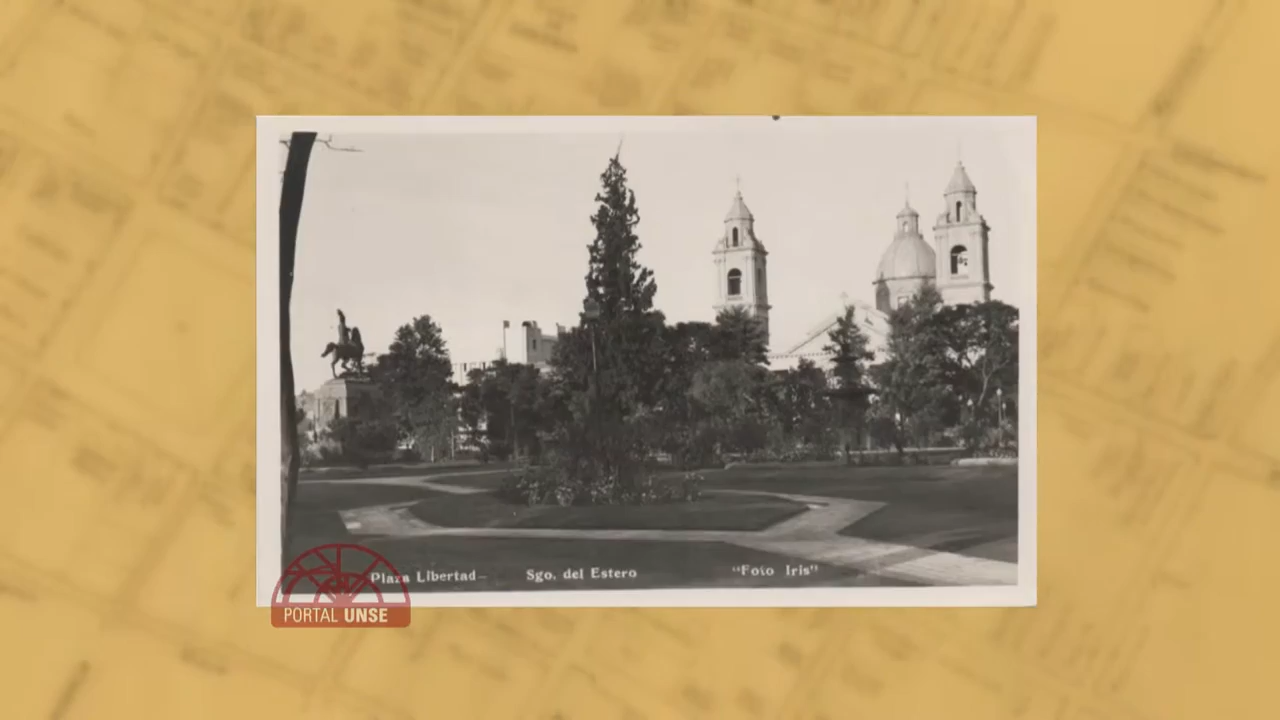 Plaza Libertad— Sgo. del Estero "Foto Iris"
PORTAL UNSE